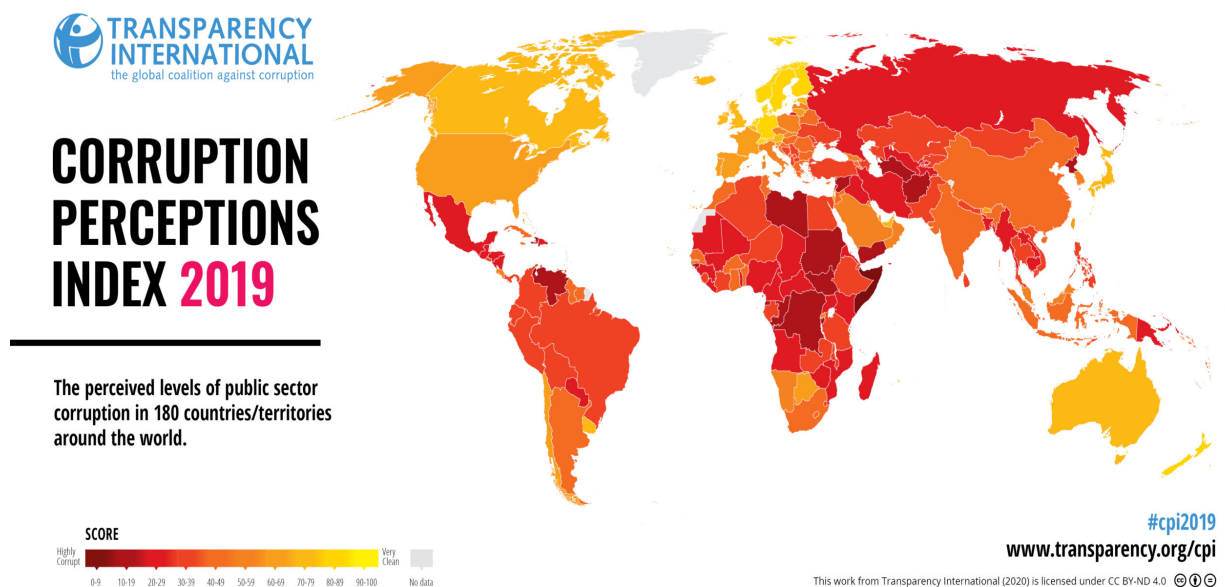 TRANSPARENCY
INTERNATIONAL
the global coalition against corruption
CORRUPTION
PERCEPTIONS
INDEX 2019
The perceived levels of public sector
corruption in 180 countries/territories
around the world.
SCORE
Highly
Corrupt
Very
Clean
0-9 10-19 20-29 30-39 40-49 50-59 60-69 70-79 80-89 90-100 No data
#cpi2019
www.transparency.org/cpi
This work from Transparency International (2020) is licensed under CC BY-ND 4.0